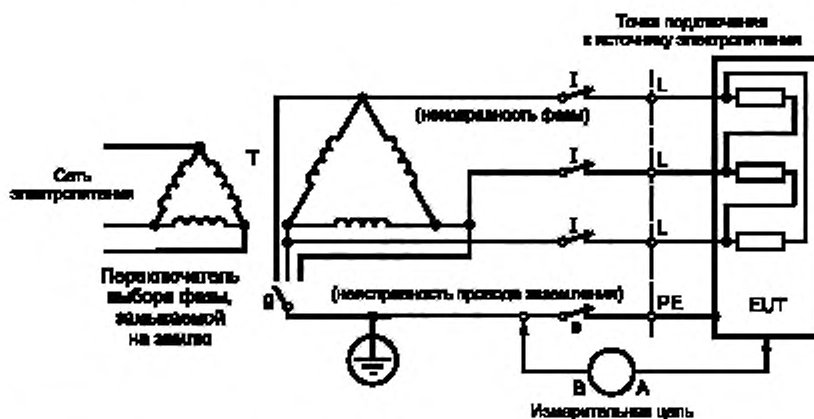 Точка подключения
к источнику электропитания
I
L
(неисправность фазы)
I
L
T
Сеть
электропитания
I
L
Переключатель
выбора фазы,
замыкаемой
на землю
g
(неисправность провода заземления)
e
PE
EUT
B
A
Измерительная цепь